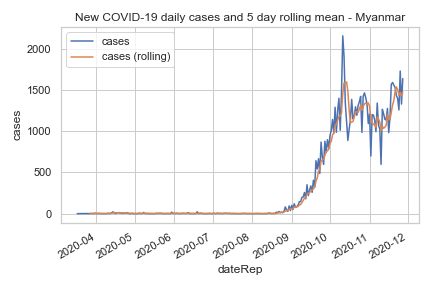 New COVID-19 daily cases and 5 day rolling mean - Myanmar
cases
cases (rolling)
2000
1500
1000
500
0
cases
2020-04
2020-05
2020-06
2020-07
2020-08
2020-09
2020-10
2020-11
2020-12
dateRep